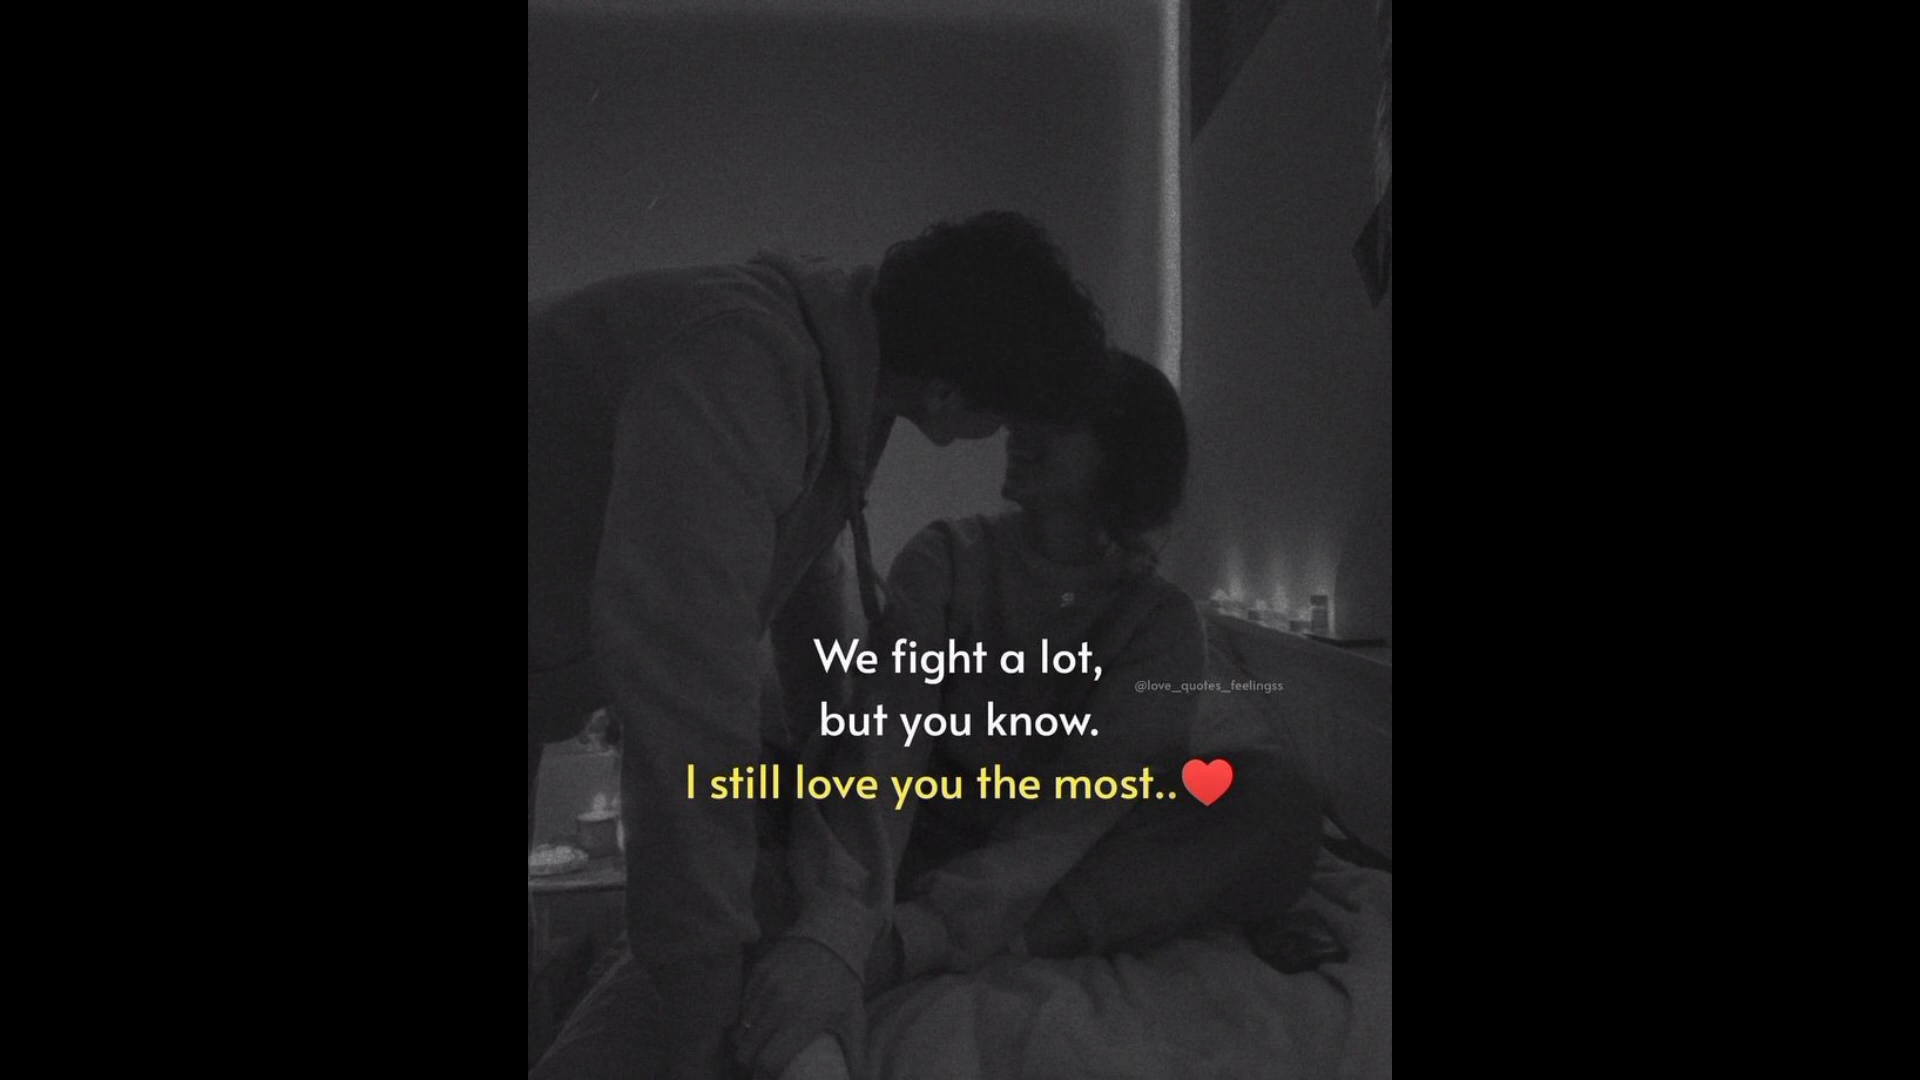 We fight a lot,
@love_quotes_feelingss
but you know.
I still love you the most..❤️